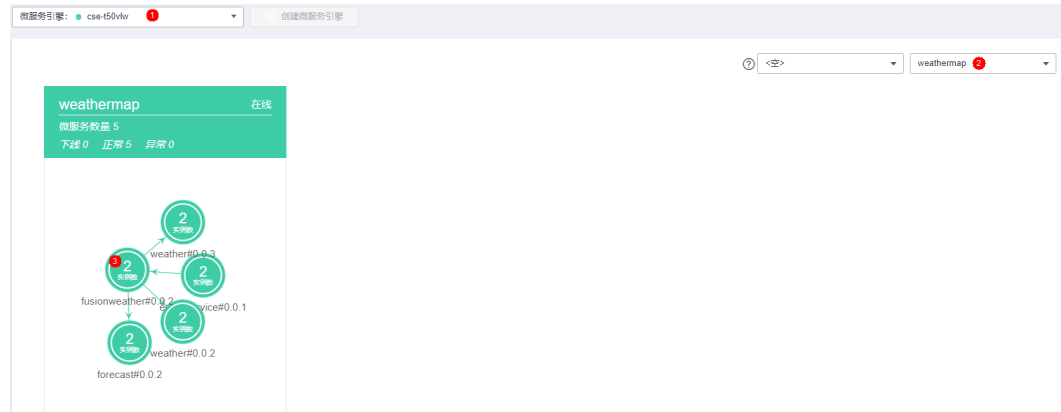 微服务引擎: cse-t50vlw 1 创建微服务引擎
<空> weathermap 2
weathermap 在线
微服务数量 5
下线 0 正常 5 异常 0
2
实例数
weather#0.0.3
3
2
实例数
fusionweather#0.0.2
2
实例数
vice#0.0.1
2
实例数
weather#0.0.2
2
实例数
forecast#0.0.2